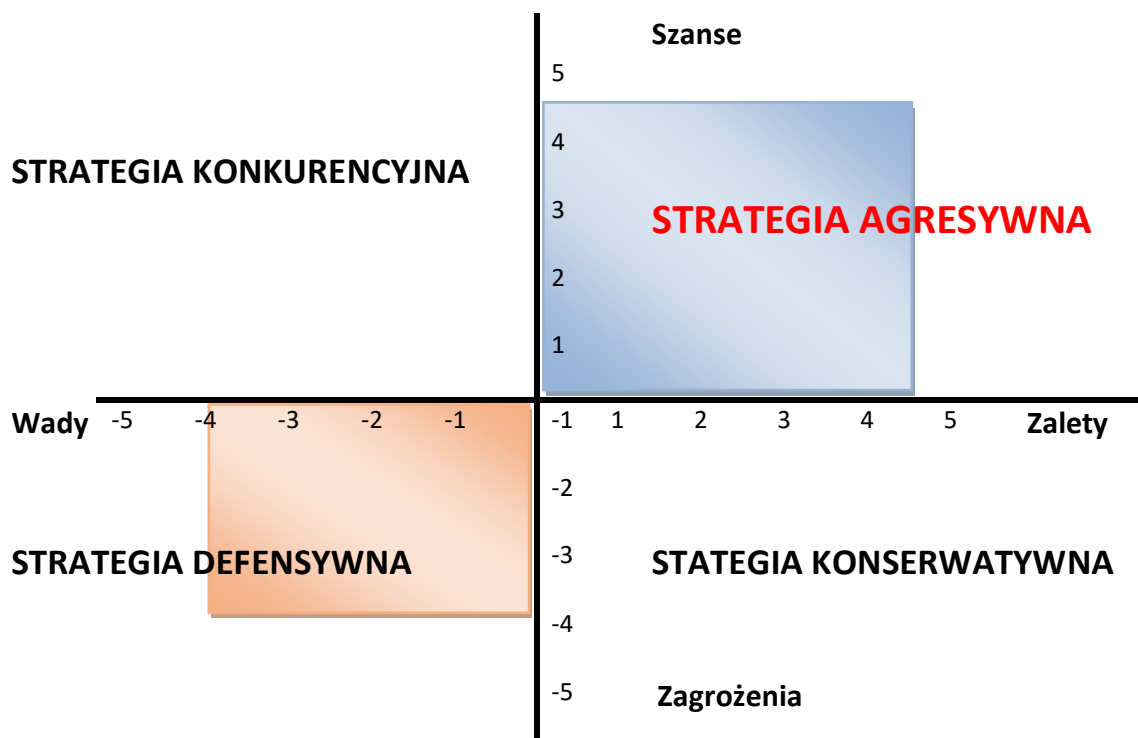 Szanse
5
4
STRATEGIA KONKURENCYJNA
3
STRATEGIA AGRESYWNA
2
1
Wady -5 -4 -3 -2 -1 -1 1 2 3 4 5 Zalety
-2
STRATEGIA DEFENSYWNA
-3
STATEGIA KONSERWATYWNA
-4
-5
Zagrożenia